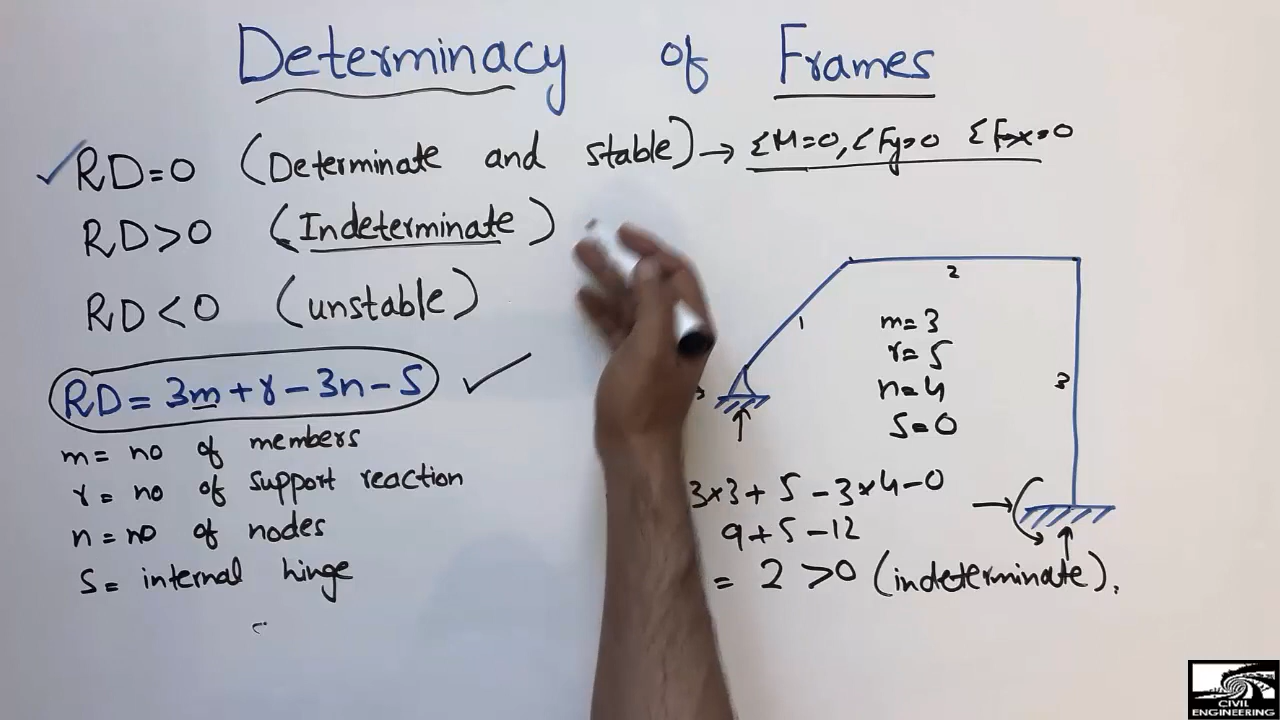 Determinacy of Frames
RD=0 (Determinate and stable) → ΣM=0, ΣFy=0 ΣFx=0
RD>0 (Indeterminate)
RD<0 (unstable)
RD = 3m + r - 3n - S
m = no of members
r = no of support reaction
n = no of nodes
S = internal hinge
1
2
3
m=3
r=5
n=4
S=0
3×3+5-3×4-0
9+5-12
= 2 >0 (indeterminate).
CIVIL
ENGINEERING